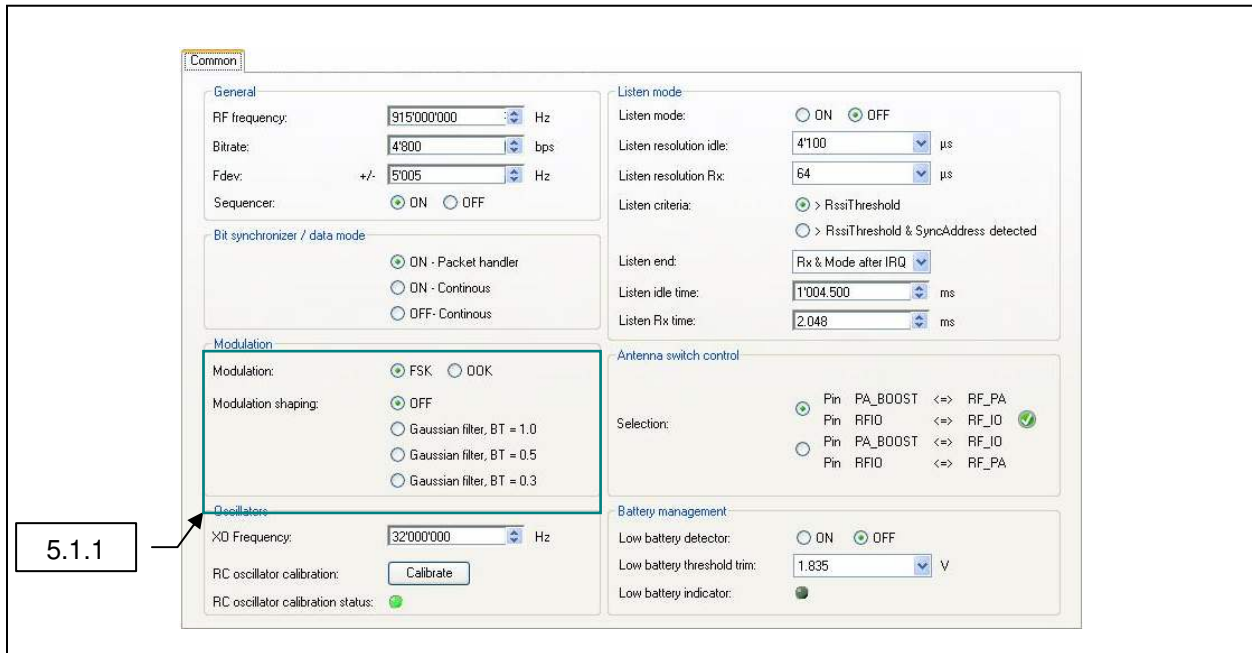 Common
General
RF frequency: 915'000'000 Hz
Bitrate: 4'800 bps
Fdev: +/- 5'005 Hz
Sequencer: ON OFF
Bit synchronizer / data mode
ON - Packet handler
ON - Continous
OFF- Continous
Modulation
Modulation: FSK OOK
Modulation shaping: OFF
Gaussian filter, BT = 1.0
Gaussian filter, BT = 0.5
Gaussian filter, BT = 0.3
Oscillators
XO Frequency: 32'000'000 Hz
RC oscillator calibration: Calibrate
RC oscillator calibration status:
5.1.1
Listen mode
Listen mode: ON OFF
Listen resolution idle: 4'100 µs
Listen resolution Rx: 64 µs
Listen criteria: > RssiThreshold
> RssiThreshold & SyncAddress detected
Listen end: Rx & Mode after IRQ
Listen idle time: 1'004.500 ms
Listen Rx time: 2.048 ms
Antenna switch control
Selection:
Pin PA_BOOST <=> RF_PA
Pin RFIO <=> RF_IO
Pin PA_BOOST <=> RF_IO
Pin RFIO <=> RF_PA
Battery management
Low battery detector: ON OFF
Low battery threshold trim: 1.835 V
Low battery indicator: